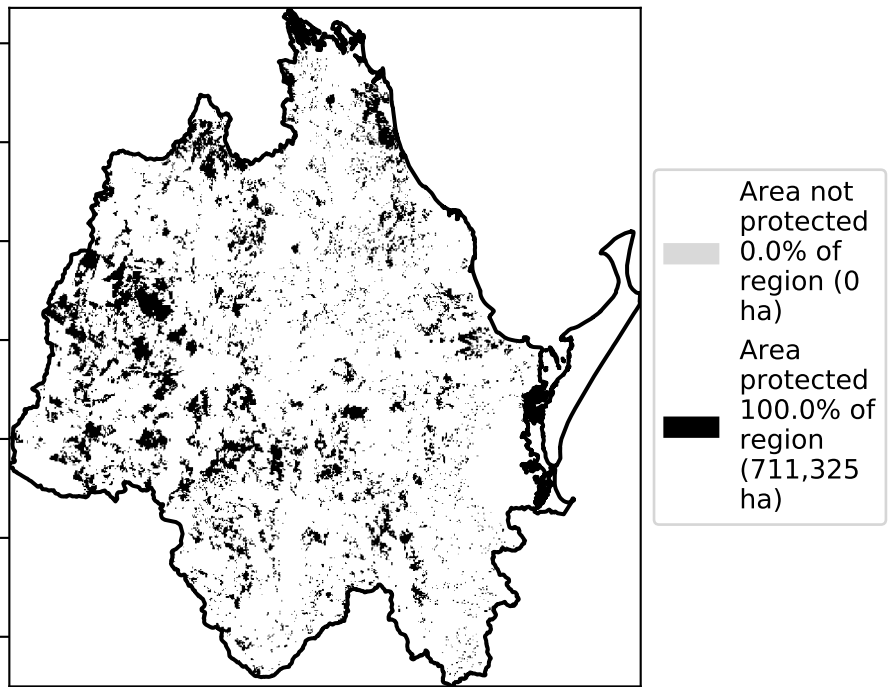 Area not
protected
0.0% of
region (0
ha)
Area
protected
100.0% of
region
(711,325
ha)